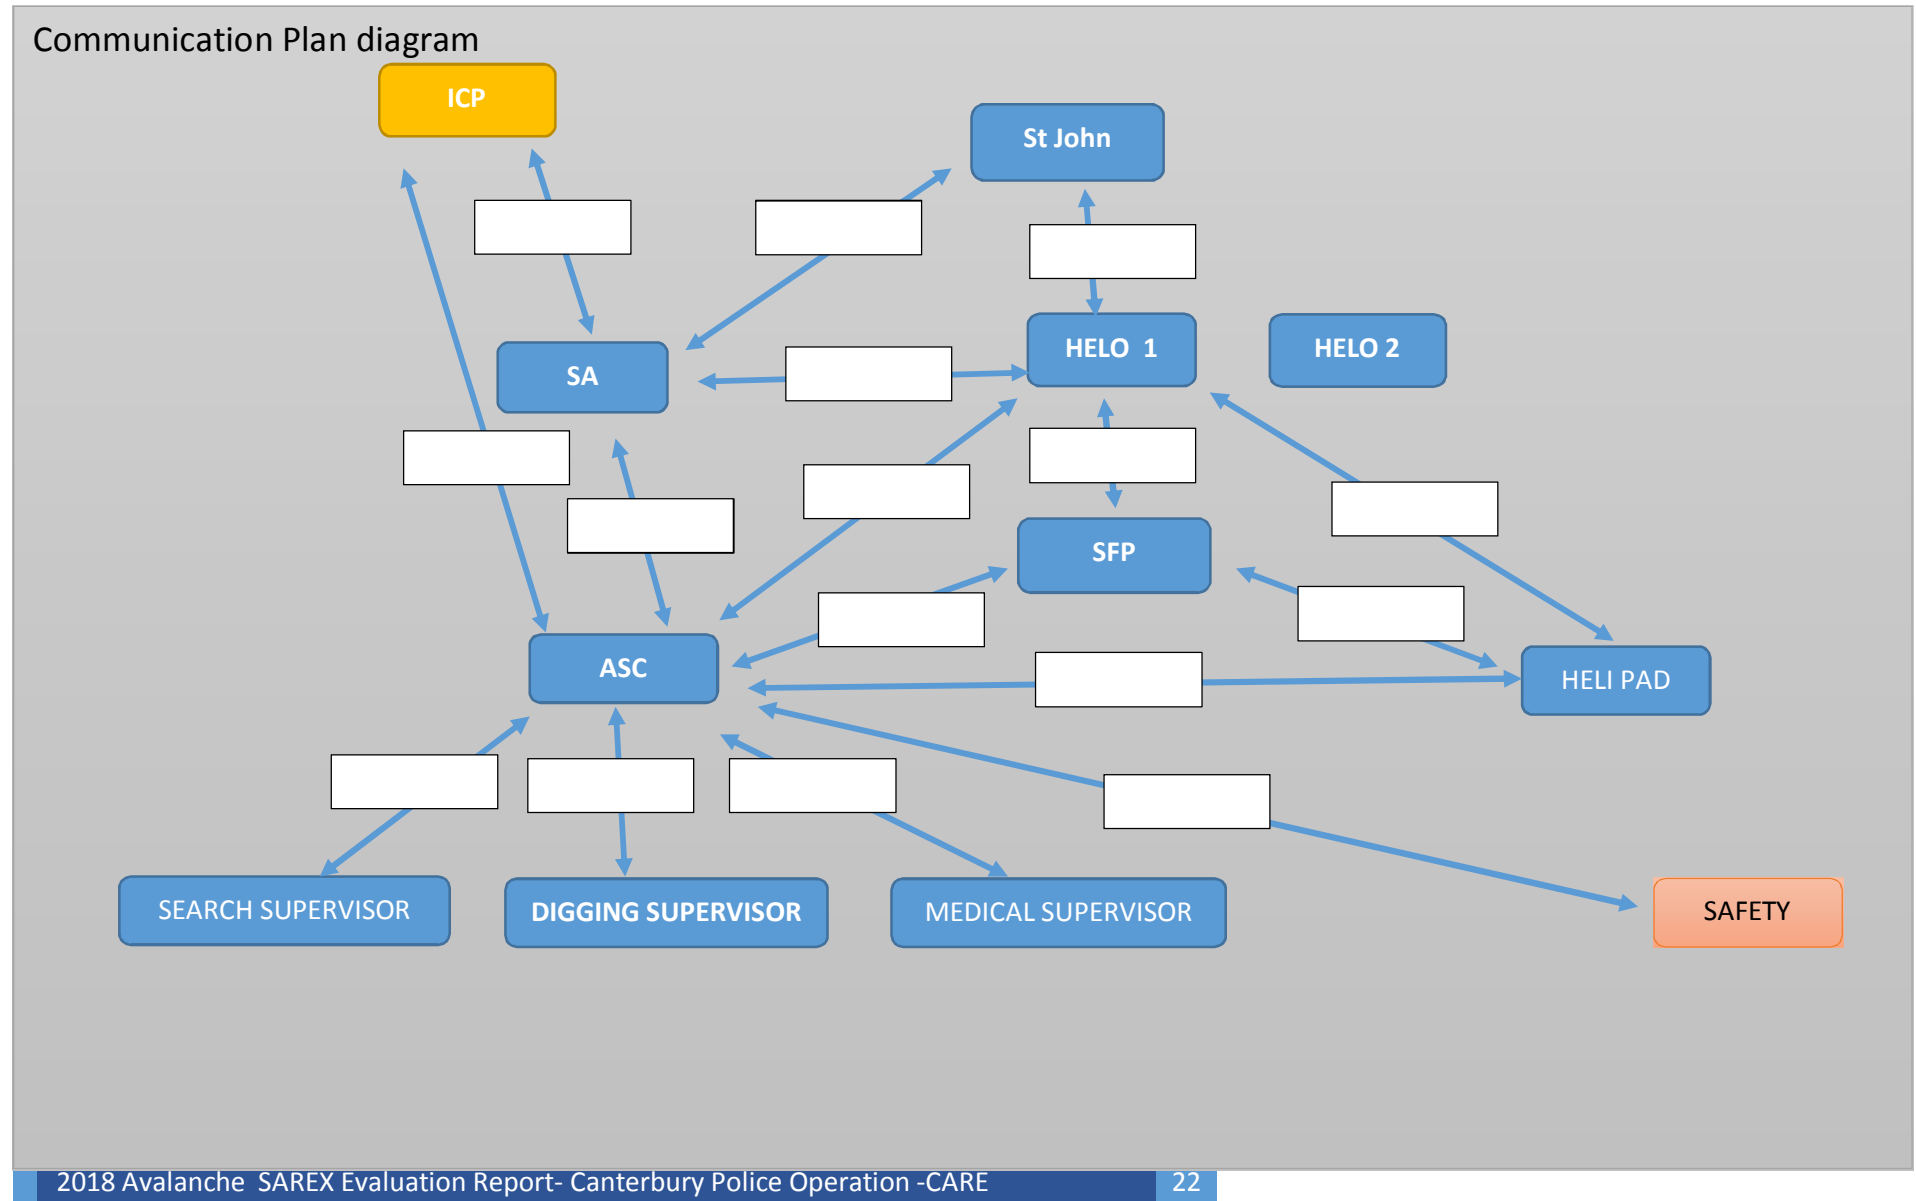 Communication Plan diagram
ICP
St John
HELO 1
HELO 2
SA
SFP
ASC
HELI PAD
SEARCH SUPERVISOR
DIGGING SUPERVISOR
MEDICAL SUPERVISOR
SAFETY
2018 Avalanche SAREX Evaluation Report- Canterbury Police Operation -CARE
22